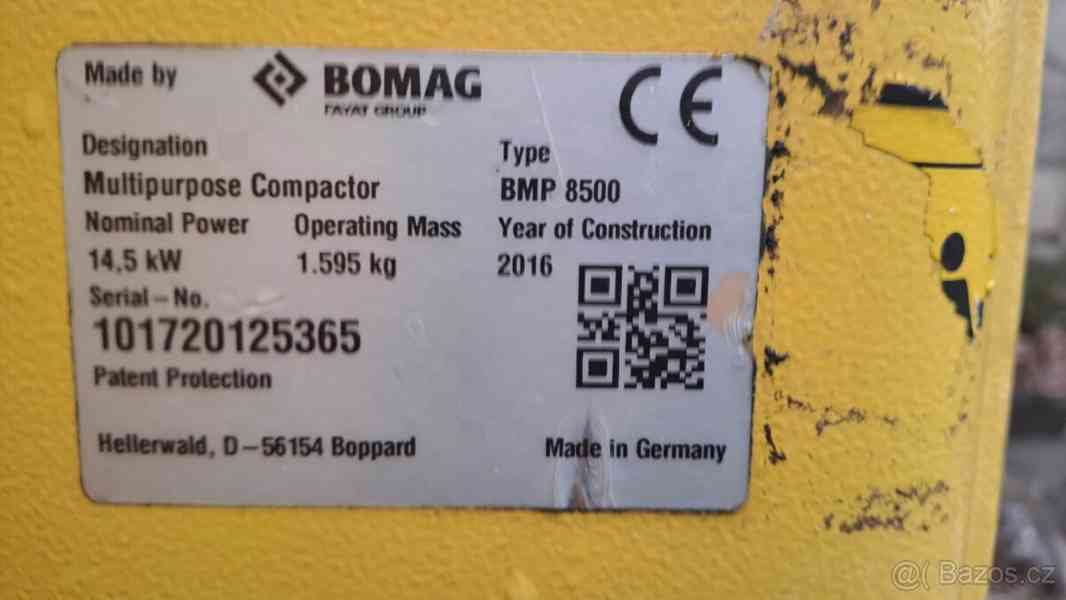 Made by BOMAG
FAYAT GROUP
CE
Designation Type
Multipurpose Compactor BMP 8500
Nominal Power Operating Mass Year of Construction
14,5 kW 1.595 kg 2016
Serial-No.
101720125365
Patent Protection
Hellerwald, D-56154 Boppard Made in Germany
@( Bazos.cz